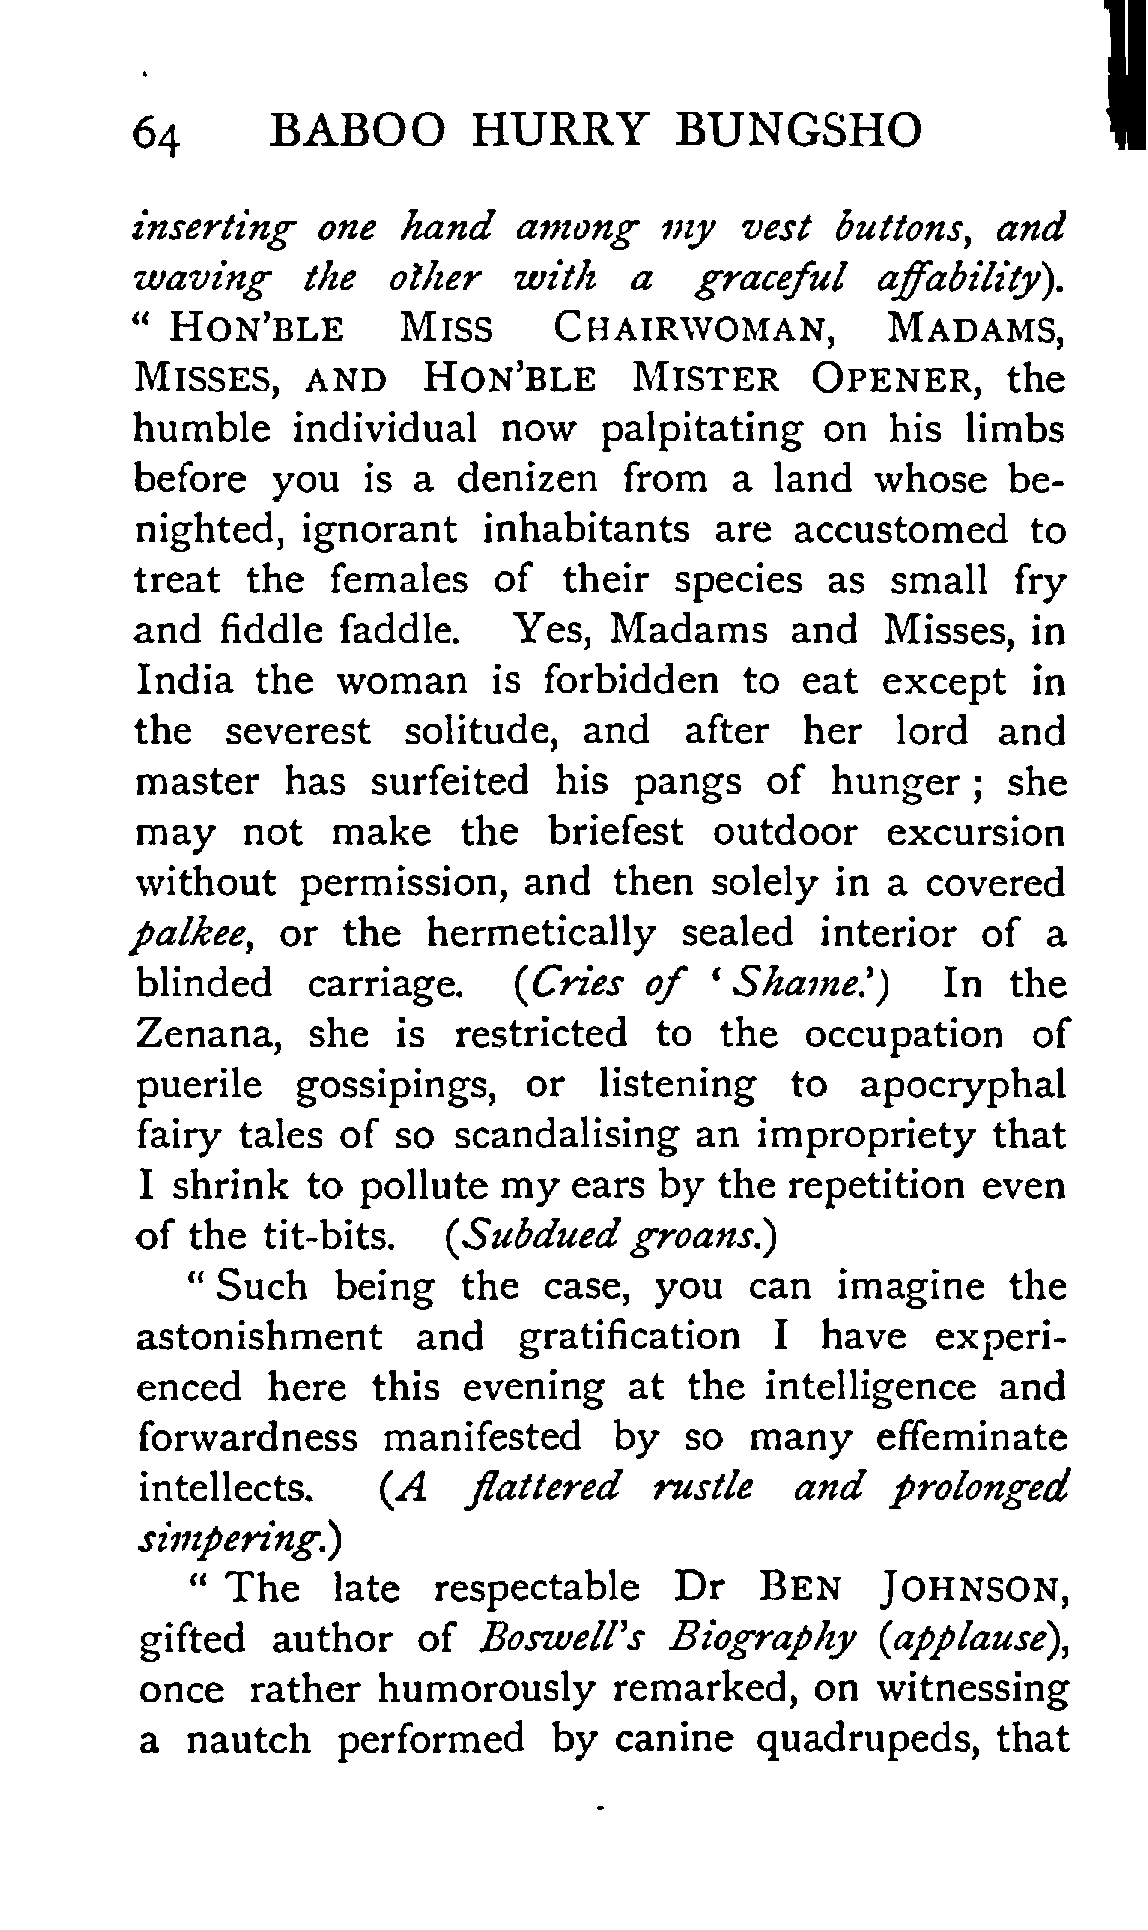 64 BABOO HURRY BUNGSHO
inserting one hand among my vest buttons, and
waving the other with a graceful affability).
“ HON'BLE MISS CHAIRWOMAN, MADAMS,
MISSES, AND HON'BLE MISTER OPENER, the
humble individual now palpitating on his limbs
before you is a denizen from a land whose be-
nighted, ignorant inhabitants are accustomed to
treat the females of their species as small fry
and fiddle faddle. Yes, Madams and Misses, in
India the woman is forbidden to eat except in
the severest solitude, and after her lord and
master has surfeited his pangs of hunger ; she
may not make the briefest outdoor excursion
without permission, and then solely in a covered
palkee, or the hermetically sealed interior of a
blinded carriage. (Cries of ‘ Shame.’) In the
Zenana, she is restricted to the occupation of
puerile gossipings, or listening to apocryphal
fairy tales of so scandalising an impropriety that
I shrink to pollute my ears by the repetition even
of the tit-bits. (Subdued groans.)
“ Such being the case, you can imagine the
astonishment and gratification I have experi-
enced here this evening at the intelligence and
forwardness manifested by so many effeminate
intellects. (A flattered rustle and prolonged
simpering.)
“ The late respectable Dr BEN JOHNSON,
gifted author of Boswell's Biography (applause),
once rather humorously remarked, on witnessing
a nautch performed by canine quadrupeds, that